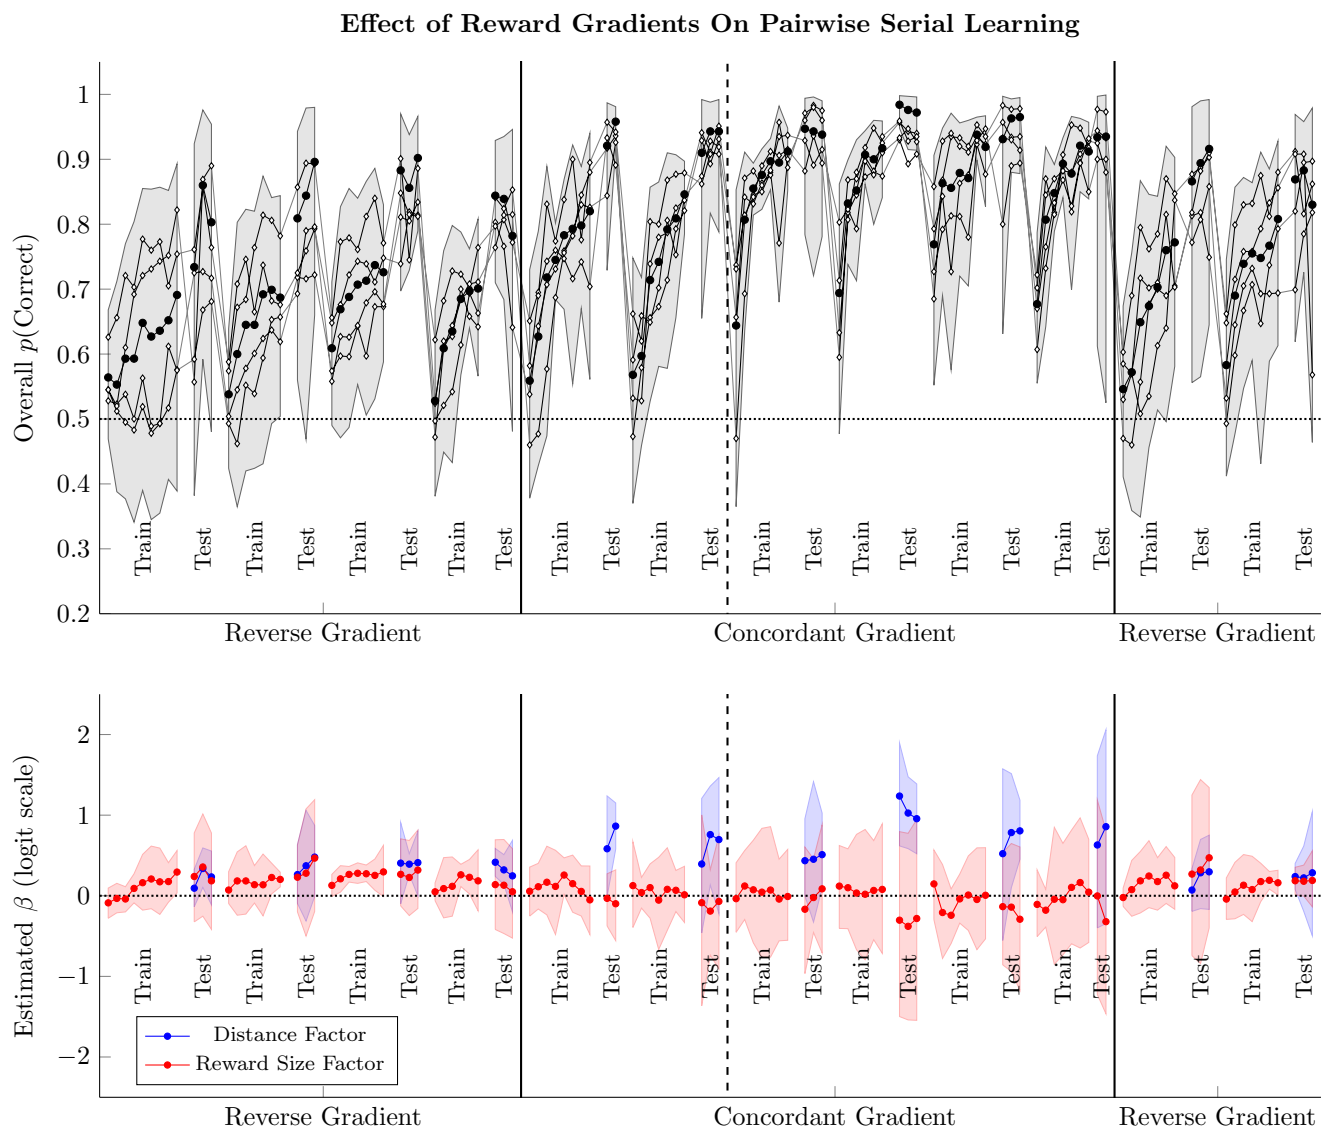 Effect of Reward Gradients On Pairwise Serial Learning
Overall p(Correct)
1
0.9
0.8
0.7
0.6
0.5
0.4
0.3
0.2
Train
Test
Train
Test
Train
Test
Train
Test
Train
Test
Train
Test
Train
Test
Train
Test
Train
Test
Train
Test
Train
Test
Train
Test
Reverse Gradient
Concordant Gradient
Reverse Gradient
Estimated β (logit scale)
2
1
0
−1
−2
Train
Test
Train
Test
Train
Test
Train
Test
Train
Test
Train
Test
Train
Test
Train
Test
Train
Test
Train
Test
Train
Test
Train
Test
Distance Factor
Reward Size Factor
Reverse Gradient
Concordant Gradient
Reverse Gradient